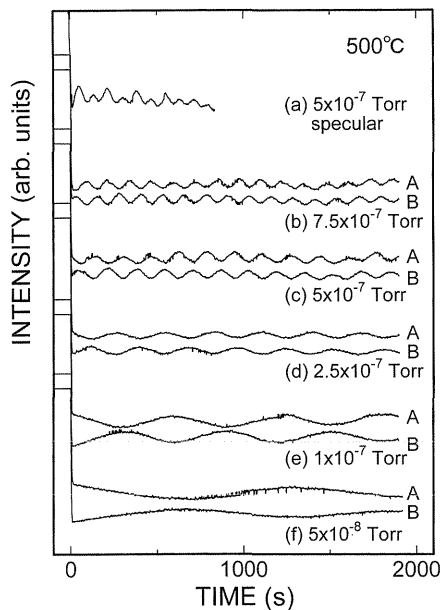 500°C
(a) 5x10⁻⁷ Torr
specular
A
B
(b) 7.5x10⁻⁷ Torr
A
B
(c) 5x10⁻⁷ Torr
A
B
(d) 2.5x10⁻⁷ Torr
A
B
(e) 1x10⁻⁷ Torr
A
B
(f) 5x10⁻⁸ Torr
INTENSITY (arb. units)
0 1000 2000
TIME (s)